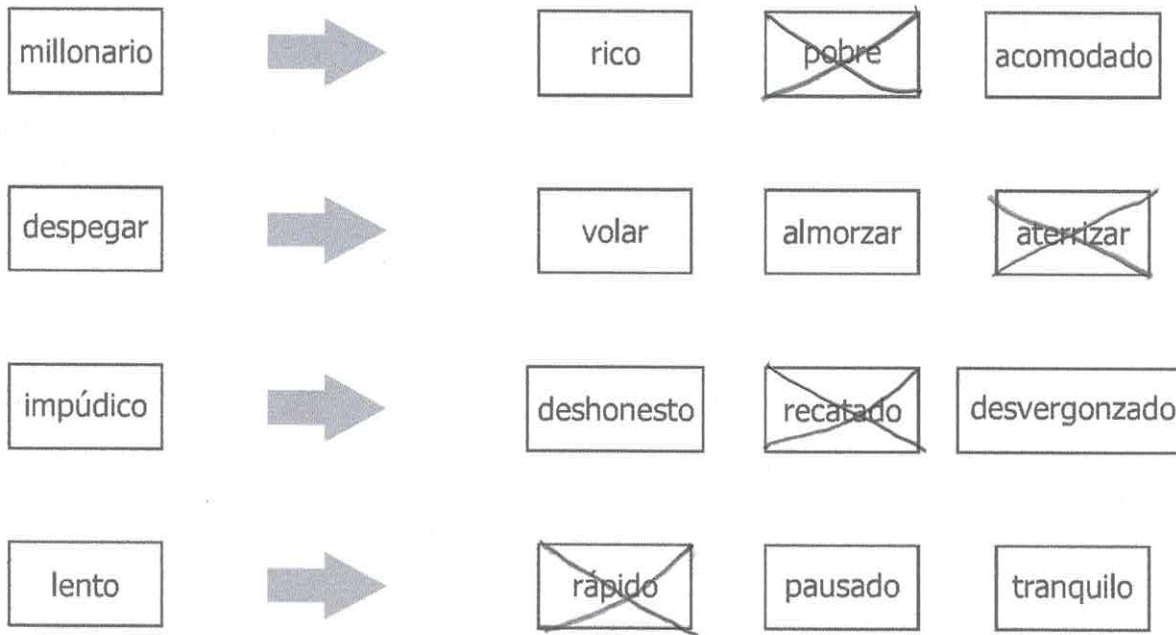 millonario rico pobre acomodado
despegar volar almorzar aterrizar
impúdico deshonesto recatado desvergonzado
lento rápido pausado tranquilo